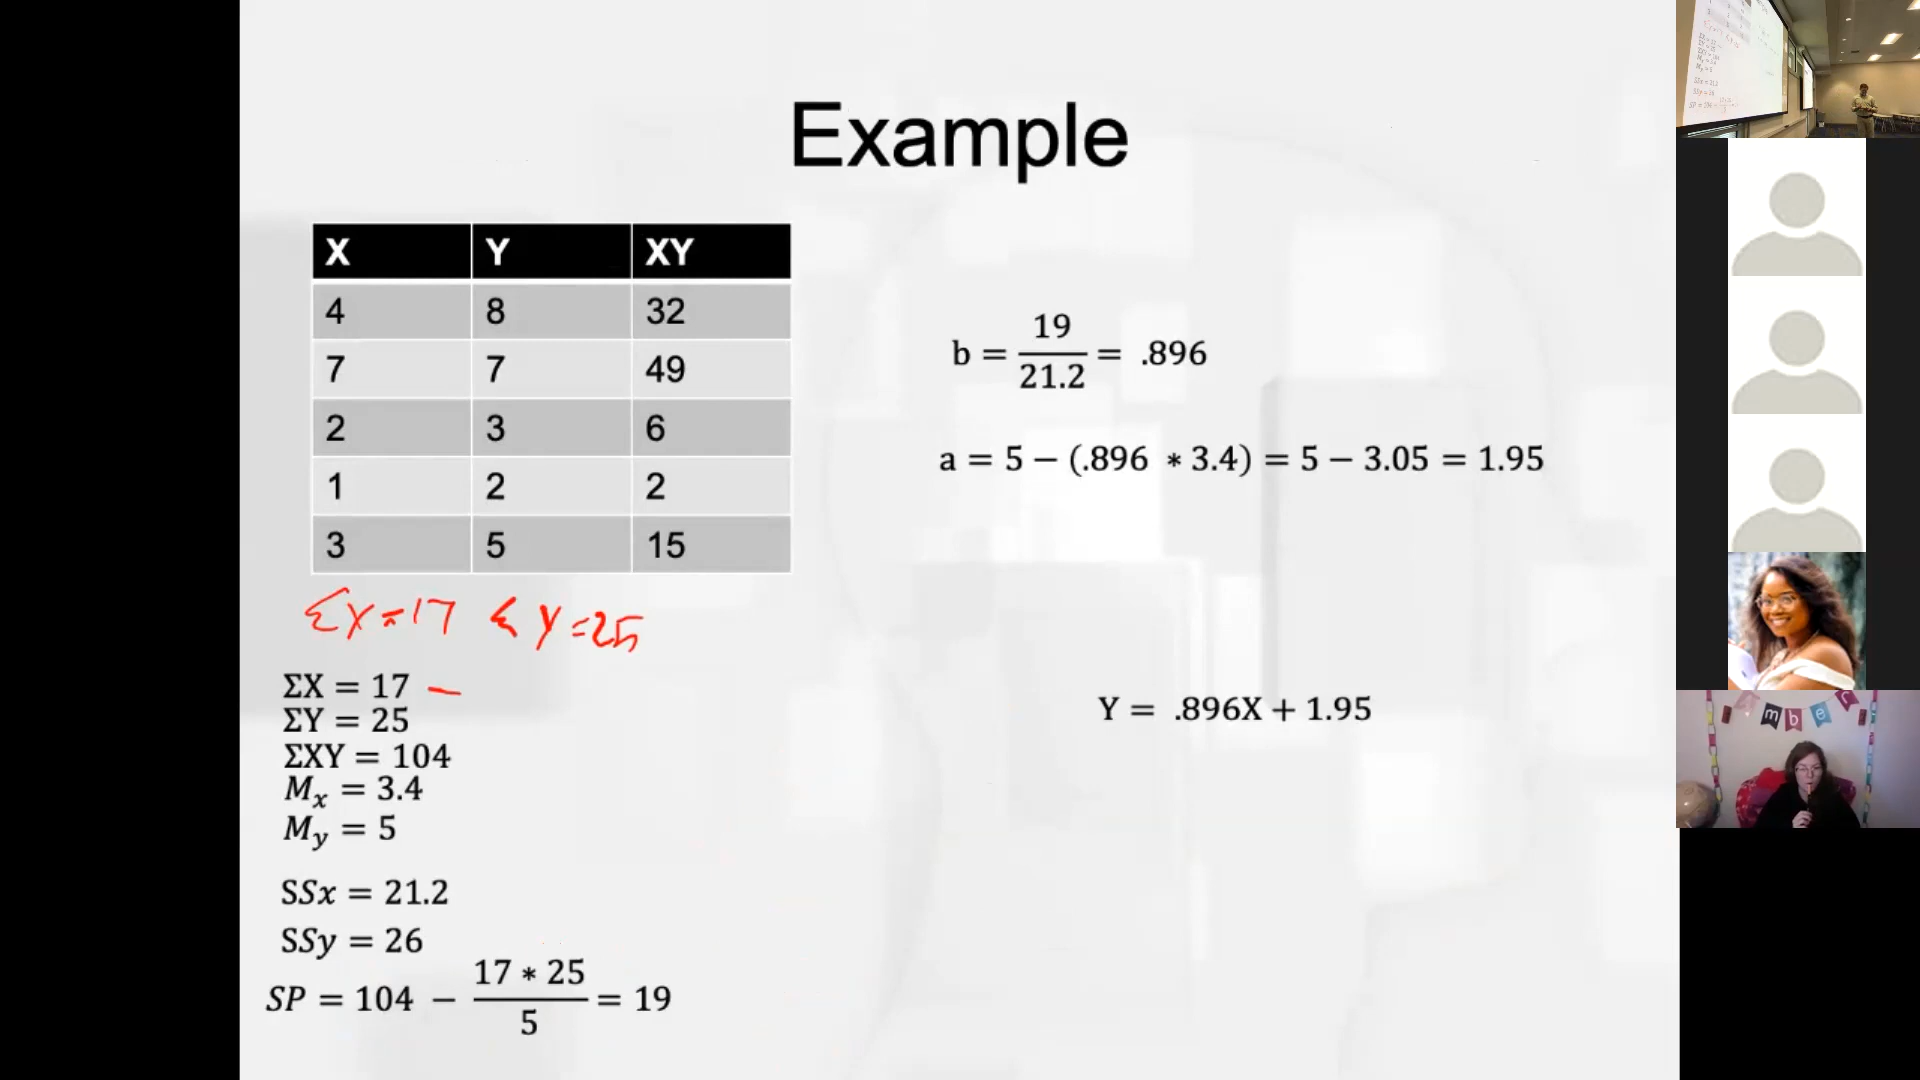 Example
X Y XY
4 8 32
7 7 49
2 3 6
1 2 2
3 5 15
Σx=17 Σy=25
ΣX = 17 –
ΣY = 25
ΣXY = 104
Mₓ = 3.4
M_y = 5
SSx = 21.2
SSy = 26
SP = 104 − (17 ∗ 25)/5 = 19
b = 19/21.2 = .896
a = 5 − (.896 ∗ 3.4) = 5 − 3.05 = 1.95
Y = .896X + 1.95